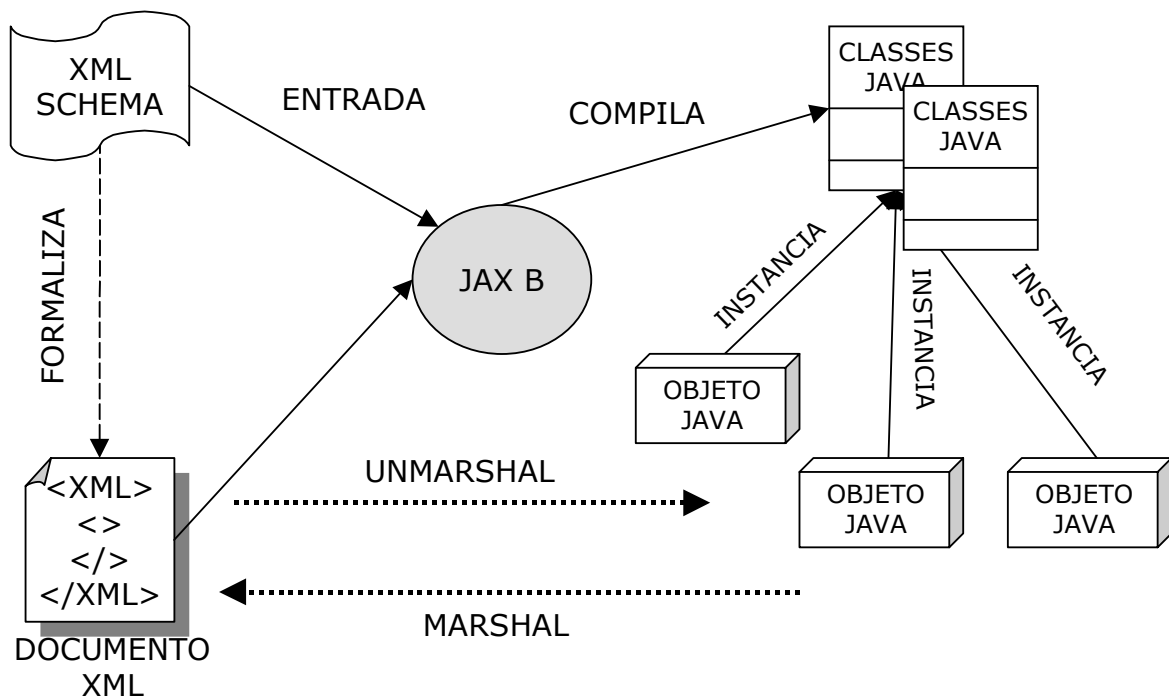 XML
SCHEMA
ENTRADA
COMPILA
CLASSES
JAVA
CLASSES
JAVA
FORMALIZA
JAX B
INSTANCIA
INSTANCIA
INSTANCIA
OBJETO
JAVA
OBJETO
JAVA
OBJETO
JAVA
<XML>
<>
</>
</XML>
UNMARSHAL
MARSHAL
DOCUMENTO
XML